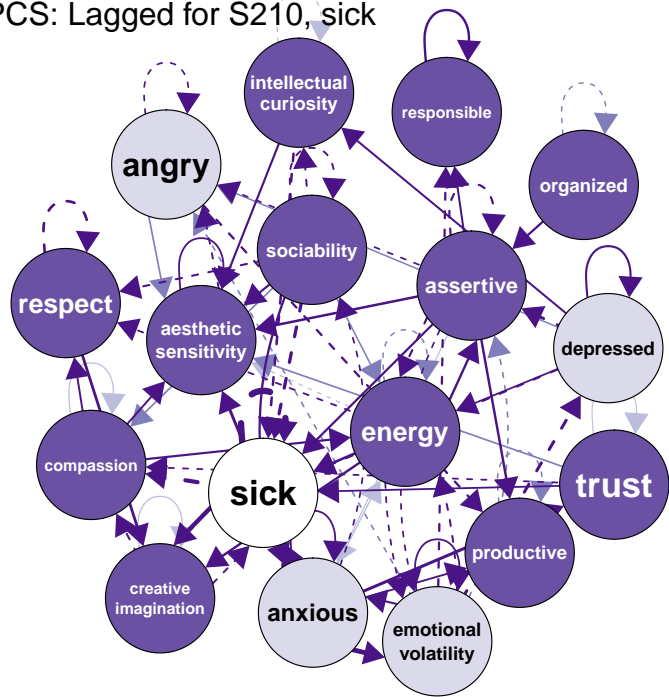 PCS: Lagged for S210, sick
intellectual
curiosity
responsible
angry
organized
sociability
assertive
respect
aesthetic
sensitivity
depressed
energy
compassion
sick
trust
productive
creative
imagination
anxious
emotional
volatility